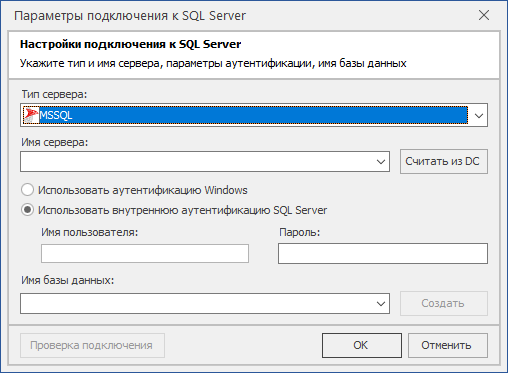 Параметры подключения к SQL Server
Настройки подключения к SQL Server
Укажите тип и имя сервера, параметры аутентификации, имя базы данных
Тип сервера:
MSSQL
Имя сервера:
Считать из DC
Использовать аутентификацию Windows
Использовать внутреннюю аутентификацию SQL Server
Имя пользователя:
Пароль:
Имя базы данных:
Создать
Проверка подключения
OK
Отменить